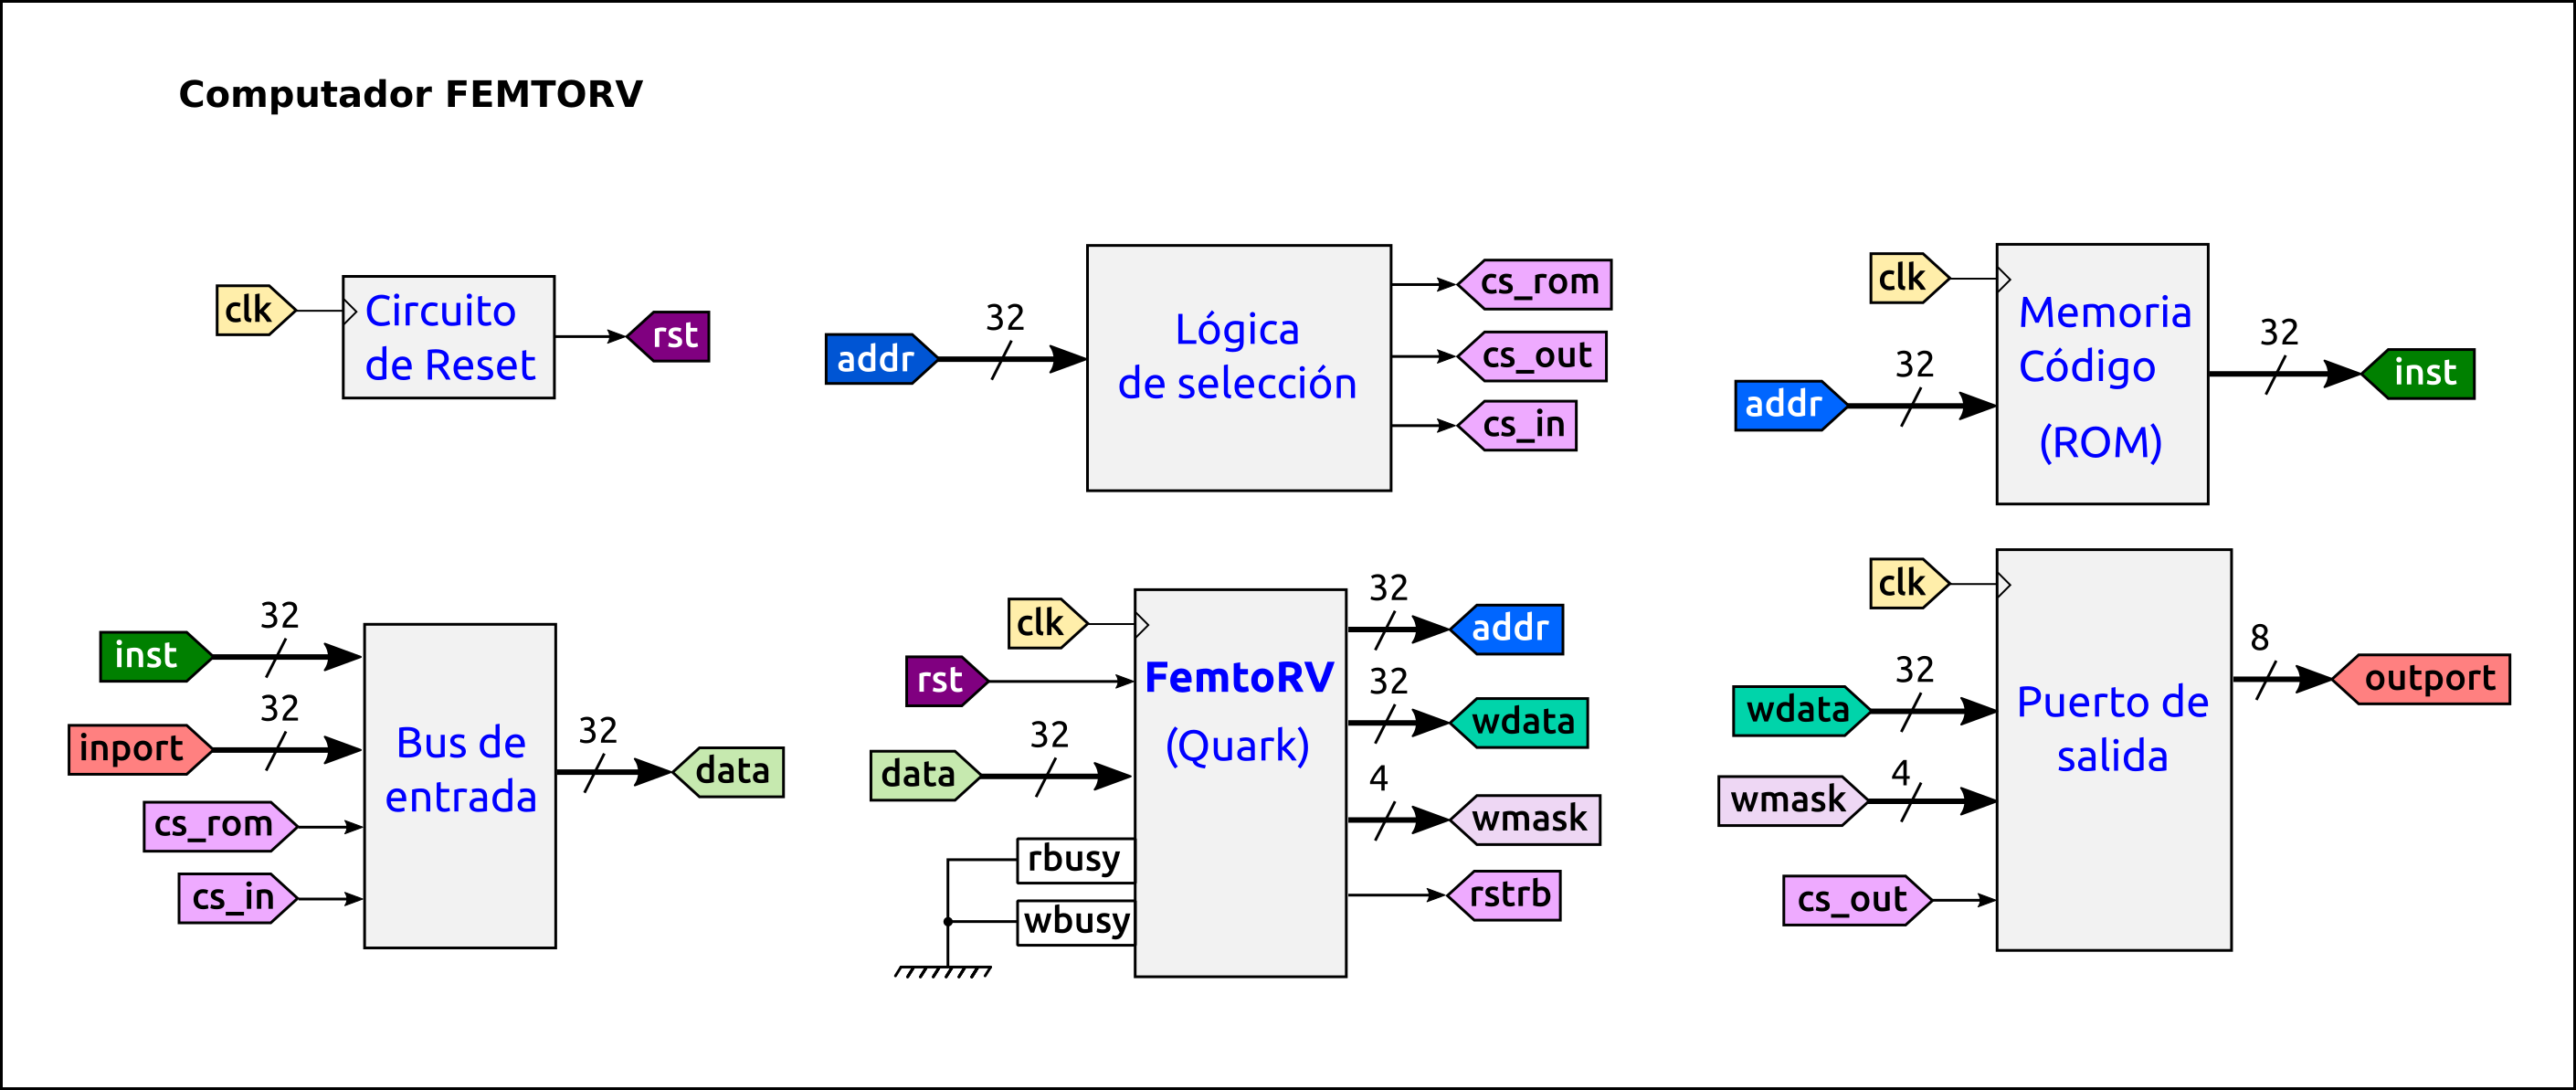 Computador FEMTORV
clk
Circuito
de Reset
rst
addr
32
Lógica
de selección
cs_rom
cs_out
cs_in
clk
addr
32
Memoria
Código
(ROM)
32
inst
inst
32
inport
32
cs_rom
cs_in
Bus de
entrada
32
data
clk
rst
data
32
rbusy
wbusy
FemtoRV
(Quark)
32
addr
32
wdata
4
wmask
rstrb
clk
wdata
32
wmask
4
cs_out
Puerto de
salida
8
outport